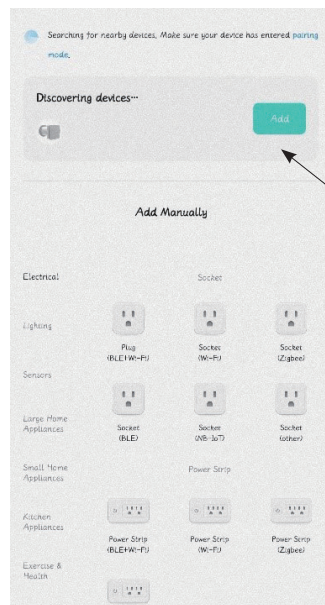 Searching for nearby devices, Make sure your device has entered pairing
mode.
Discovering devices...
Add
Add Manually
Electrical
Socket
Lighting
Plug
(BLE+Wi-Fi)
Socket
(Wi-Fi)
Socket
(Zigbee)
Sensors
Large Home
Appliances
Socket
(BLE)
Socket
(NB-IoT)
Socket
(other)
Small Home
Appliances
Power Strip
Kitchen
Appliances
Power Strip
(BLE+Wi-Fi)
Power Strip
(Wi-Fi)
Power Strip
(Zigbee)
Exercise &
Health